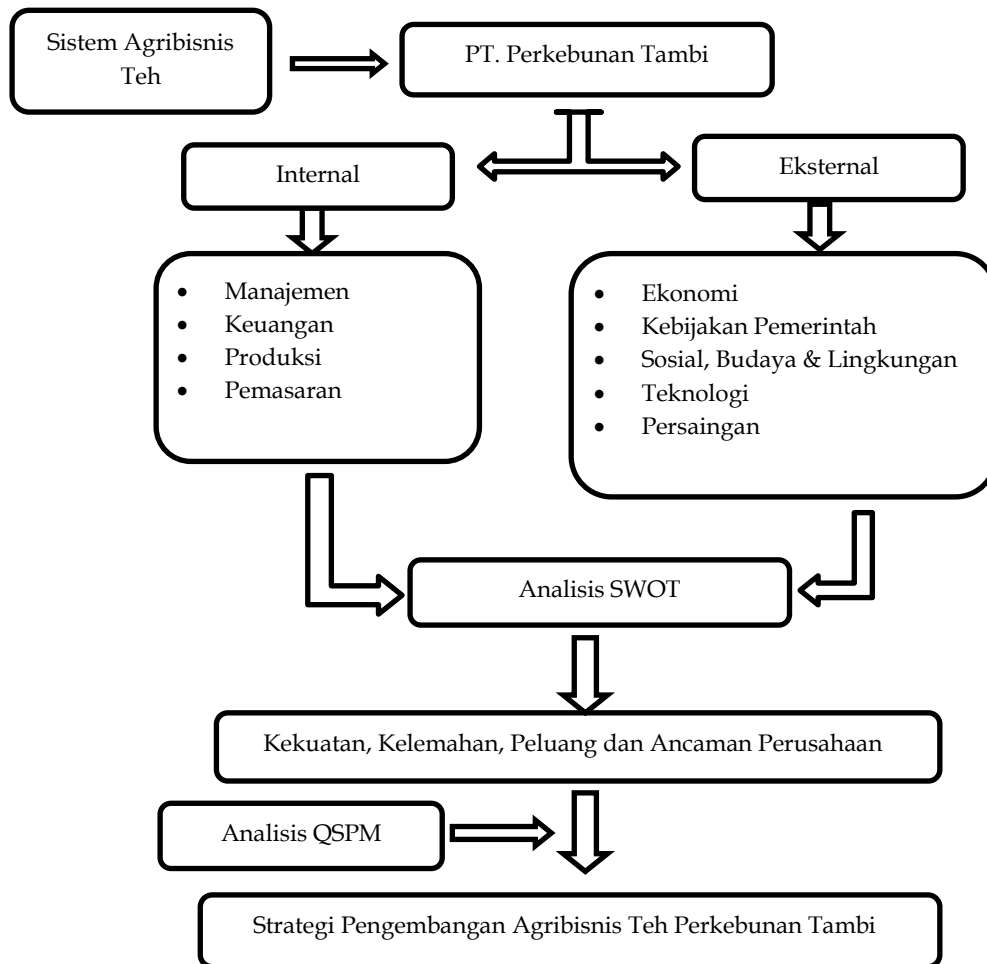 Sistem Agribisnis
Teh
PT. Perkebunan Tambi
Internal
Eksternal
• Manajemen
• Keuangan
• Produksi
• Pemasaran
• Ekonomi
• Kebijakan Pemerintah
• Sosial, Budaya & Lingkungan
• Teknologi
• Persaingan
Analisis SWOT
Kekuatan, Kelemahan, Peluang dan Ancaman Perusahaan
Analisis QSPM
Strategi Pengembangan Agribisnis Teh Perkebunan Tambi